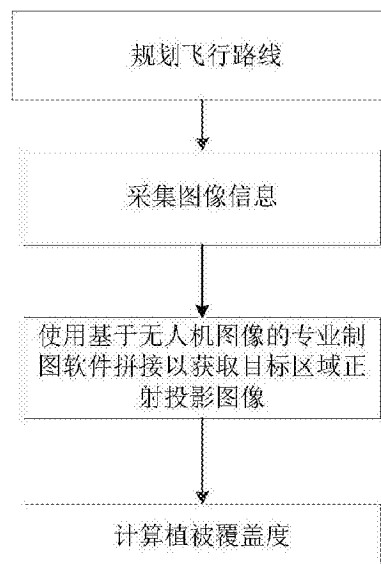 规划飞行路线
采集图像信息
使用基于无人机图像的专业制
图软件拼接以获取目标区域正
射投影图像
计算植被覆盖度